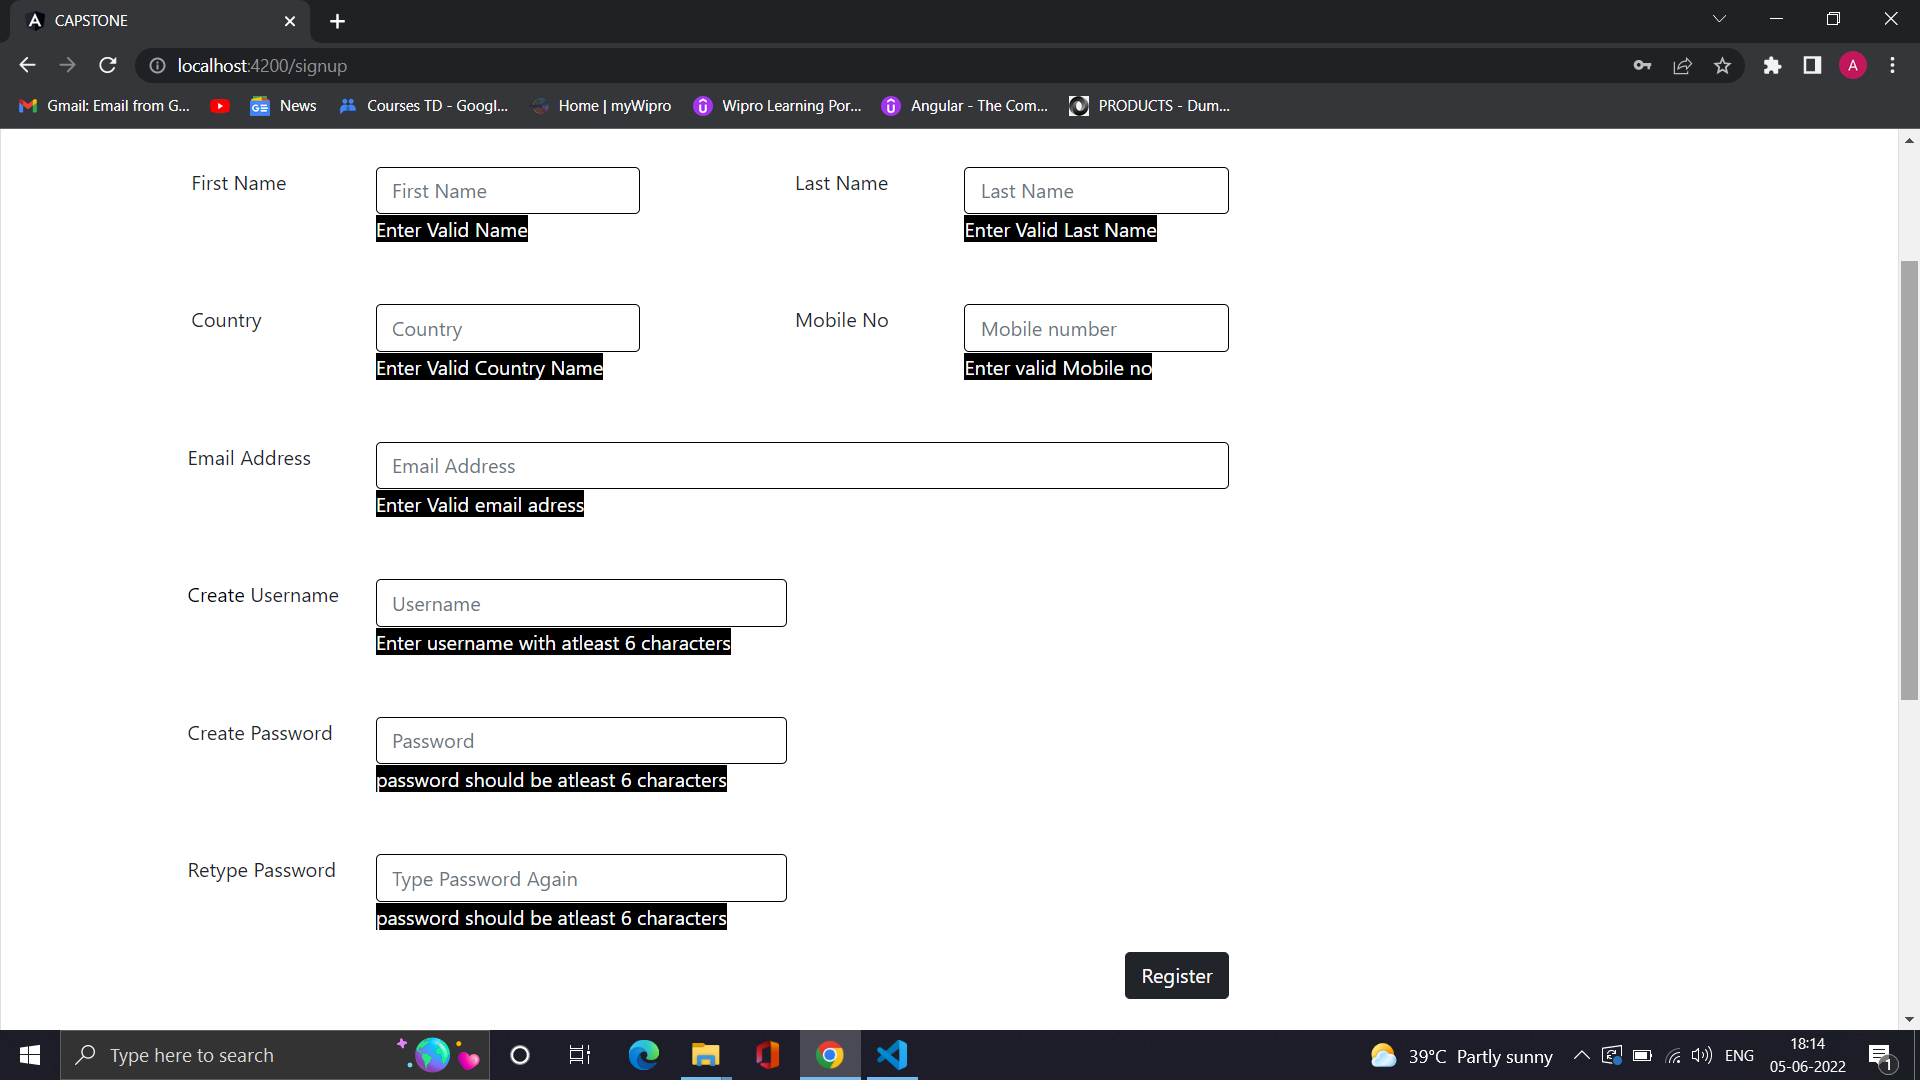 CAPSTONE
localhost:4200/signup
A
Gmail: Email from G...
News
Courses TD - Googl...
Home | myWipro
Wipro Learning Por...
Angular - The Com...
PRODUCTS - Dum...
First Name
First Name
Enter Valid Name
Last Name
Last Name
Enter Valid Last Name
Country
Country
Enter Valid Country Name
Mobile No
Mobile number
Enter valid Mobile no
Email Address
Email Address
Enter Valid email adress
Create Username
Username
Enter username with atleast 6 characters
Create Password
Password
password should be atleast 6 characters
Retype Password
Type Password Again
password should be atleast 6 characters
Register
Type here to search
39°C Partly sunny
ENG
18:14
05-06-2022
1